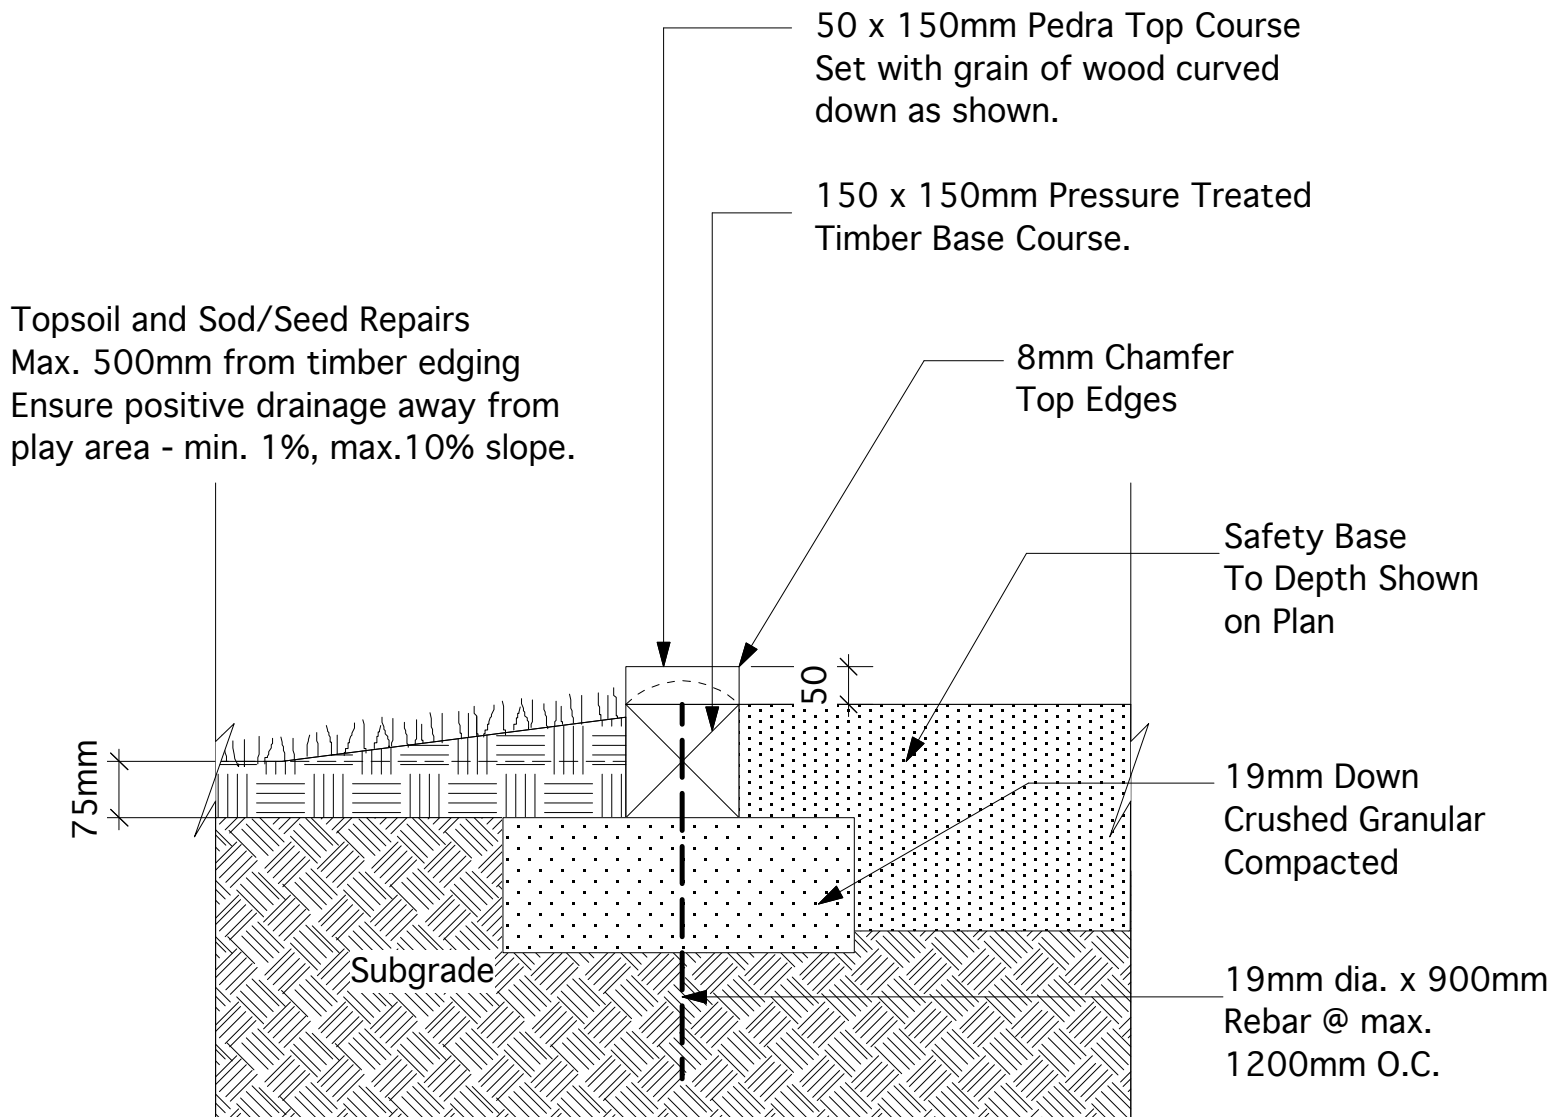 50 x 150mm Pedra Top Course
Set with grain of wood curved
down as shown.
150 x 150mm Pressure Treated
Timber Base Course.
Topsoil and Sod/Seed Repairs
Max. 500mm from timber edging
Ensure positive drainage away from
play area - min. 1%, max.10% slope.
8mm Chamfer
Top Edges
Safety Base
To Depth Shown
on Plan
50
75mm
19mm Down
Crushed Granular
Compacted
Subgrade
19mm dia. x 900mm
Rebar @ max.
1200mm O.C.